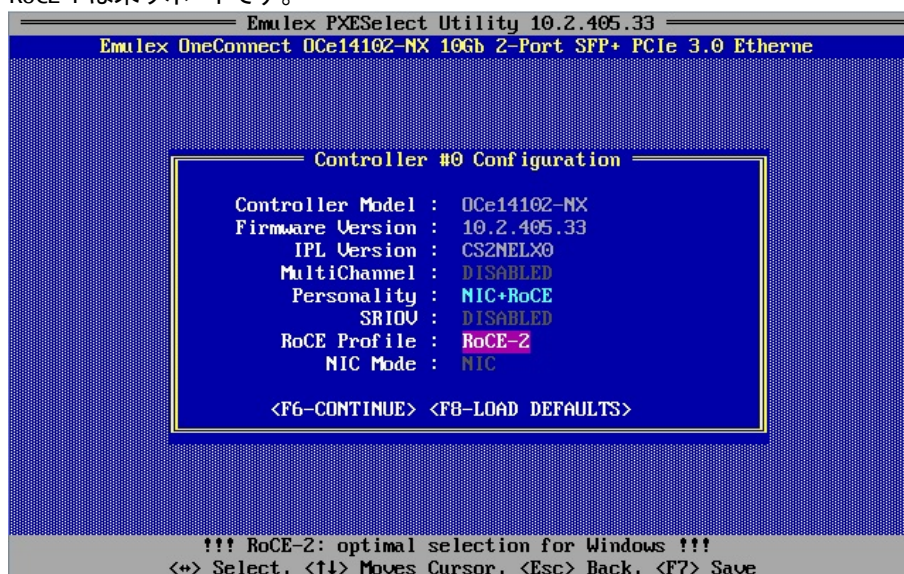 Emulex PXESelect Utility 10.2.405.33
Emulex OneConnect OCe14102-NX 10Gb 2-Port SFP+ PCIe 3.0 Etherne
Controller #0 Configuration
Controller Model : OCe14102-NX
Firmware Version : 10.2.405.33
IPL Version : CS2NELX0
MultiChannel : DISABLED
Personality : NIC+RoCE
SRIOV : DISABLED
RoCE Profile : RoCE-2
NIC Mode : NIC
<F6-CONTINUE> <F8-LOAD DEFAULTS>
!!! RoCE-2: optimal selection for Windows !!!
<↔> Select, <↑↓> Moves Cursor, <Esc> Back, <F7> Save